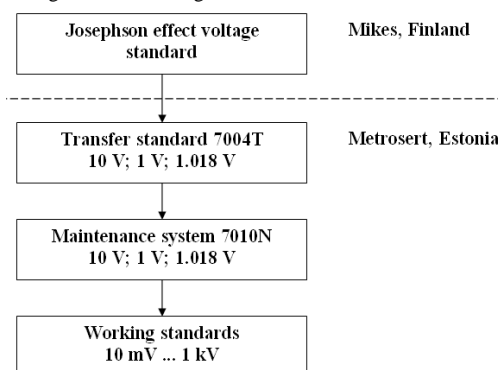 Josephson effect voltage
standard
Mikes, Finland
Transfer standard 7004T
10 V; 1 V; 1.018 V
Metrosert, Estonia
Maintenance system 7010N
10 V; 1 V; 1.018 V
Working standards
10 mV ... 1 kV